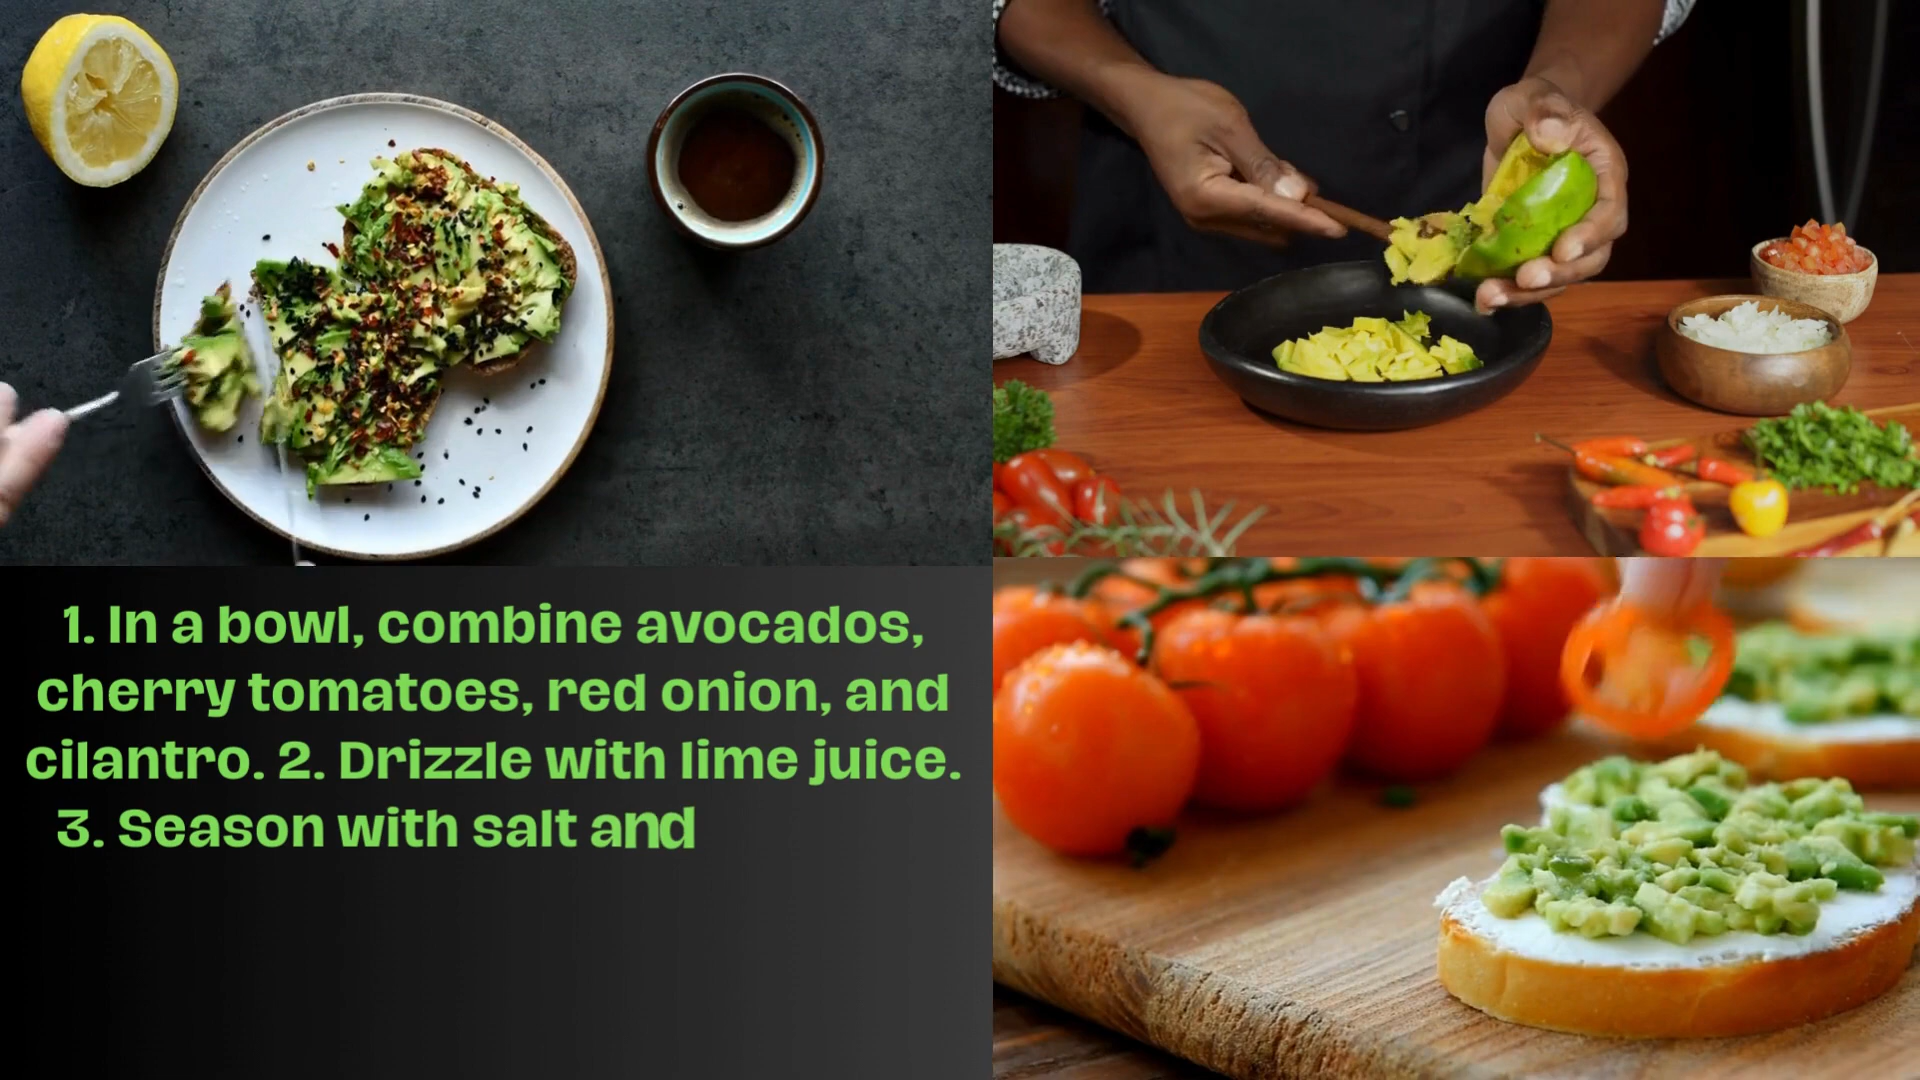 1. In a bowl, combine avocados,
cherry tomatoes, red onion, and
cilantro. 2. Drizzle with lime juice.
3. Season with salt and